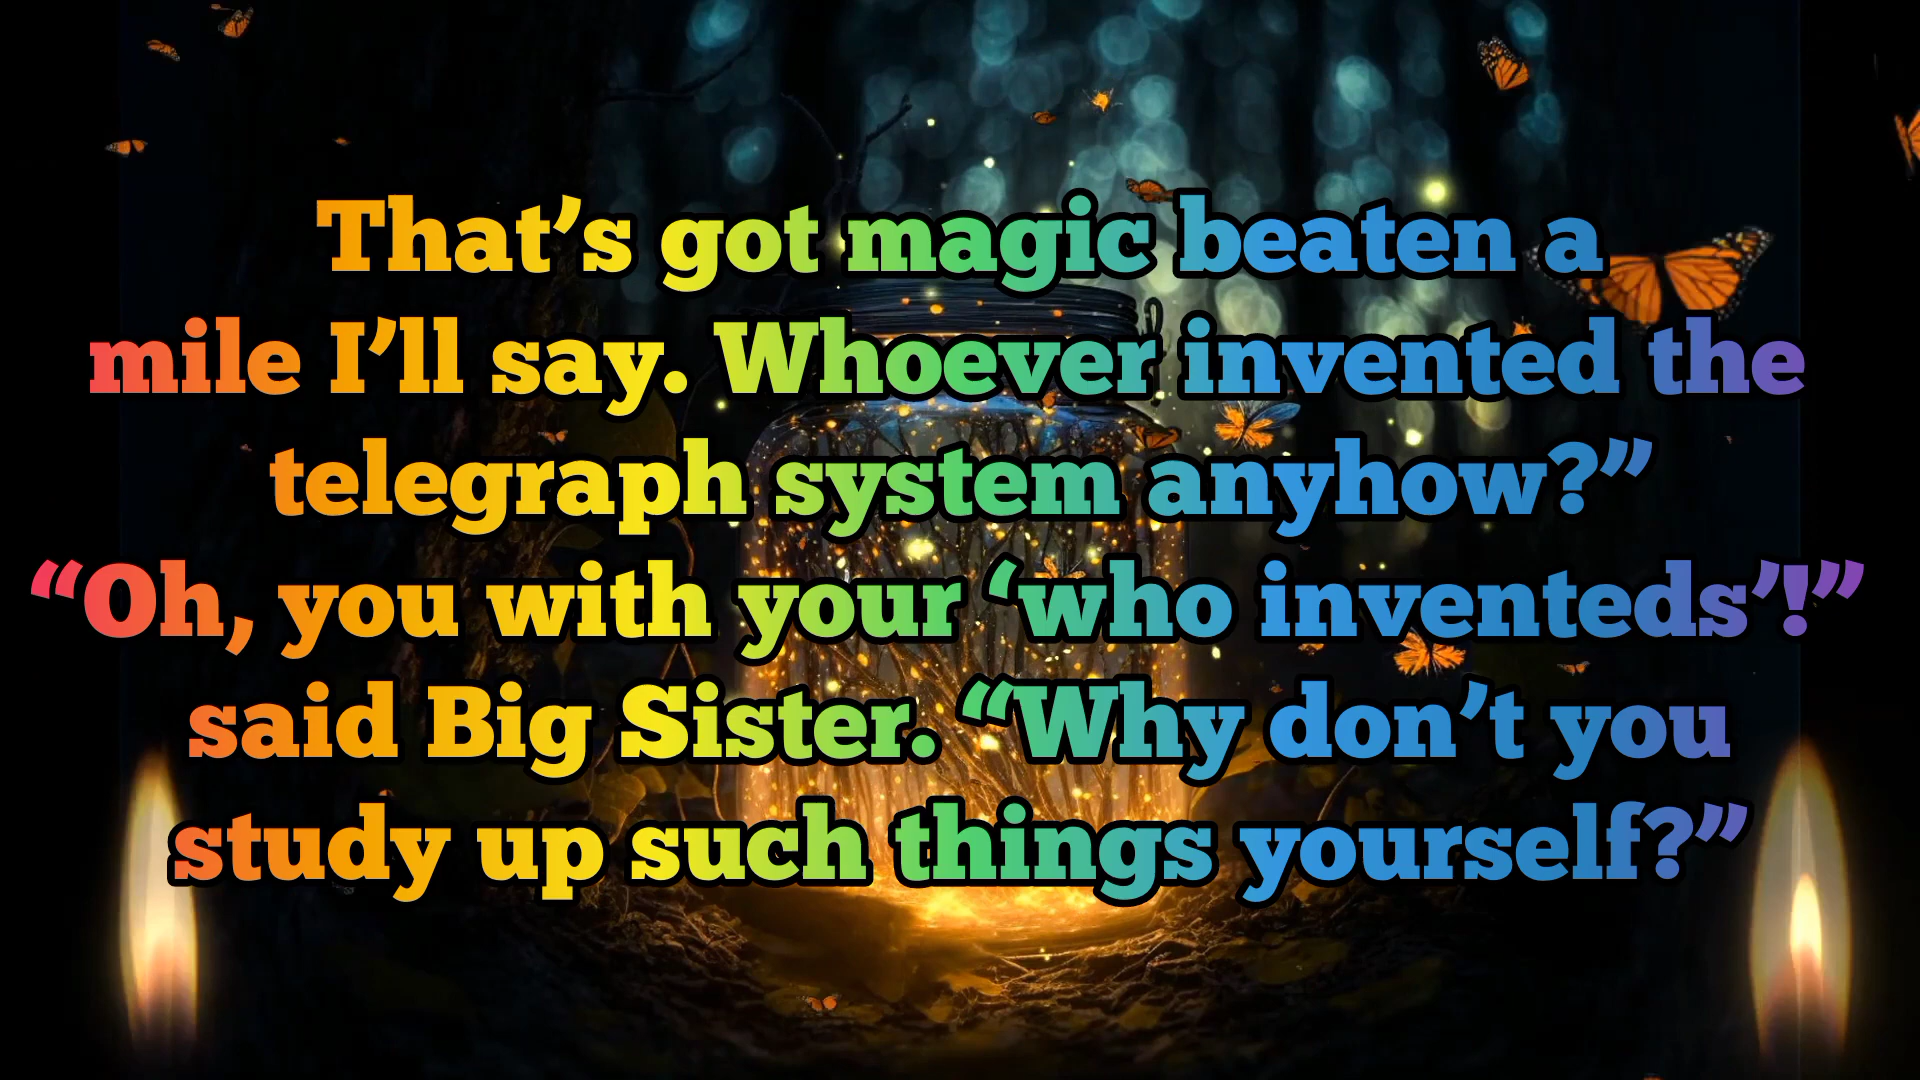 That’s got magic beaten a
mile I’ll say. Whoever invented the
telegraph system anyhow?”
“Oh, you with your ‘who inventeds’!”
said Big Sister. “Why don’t you
study up such things yourself?”